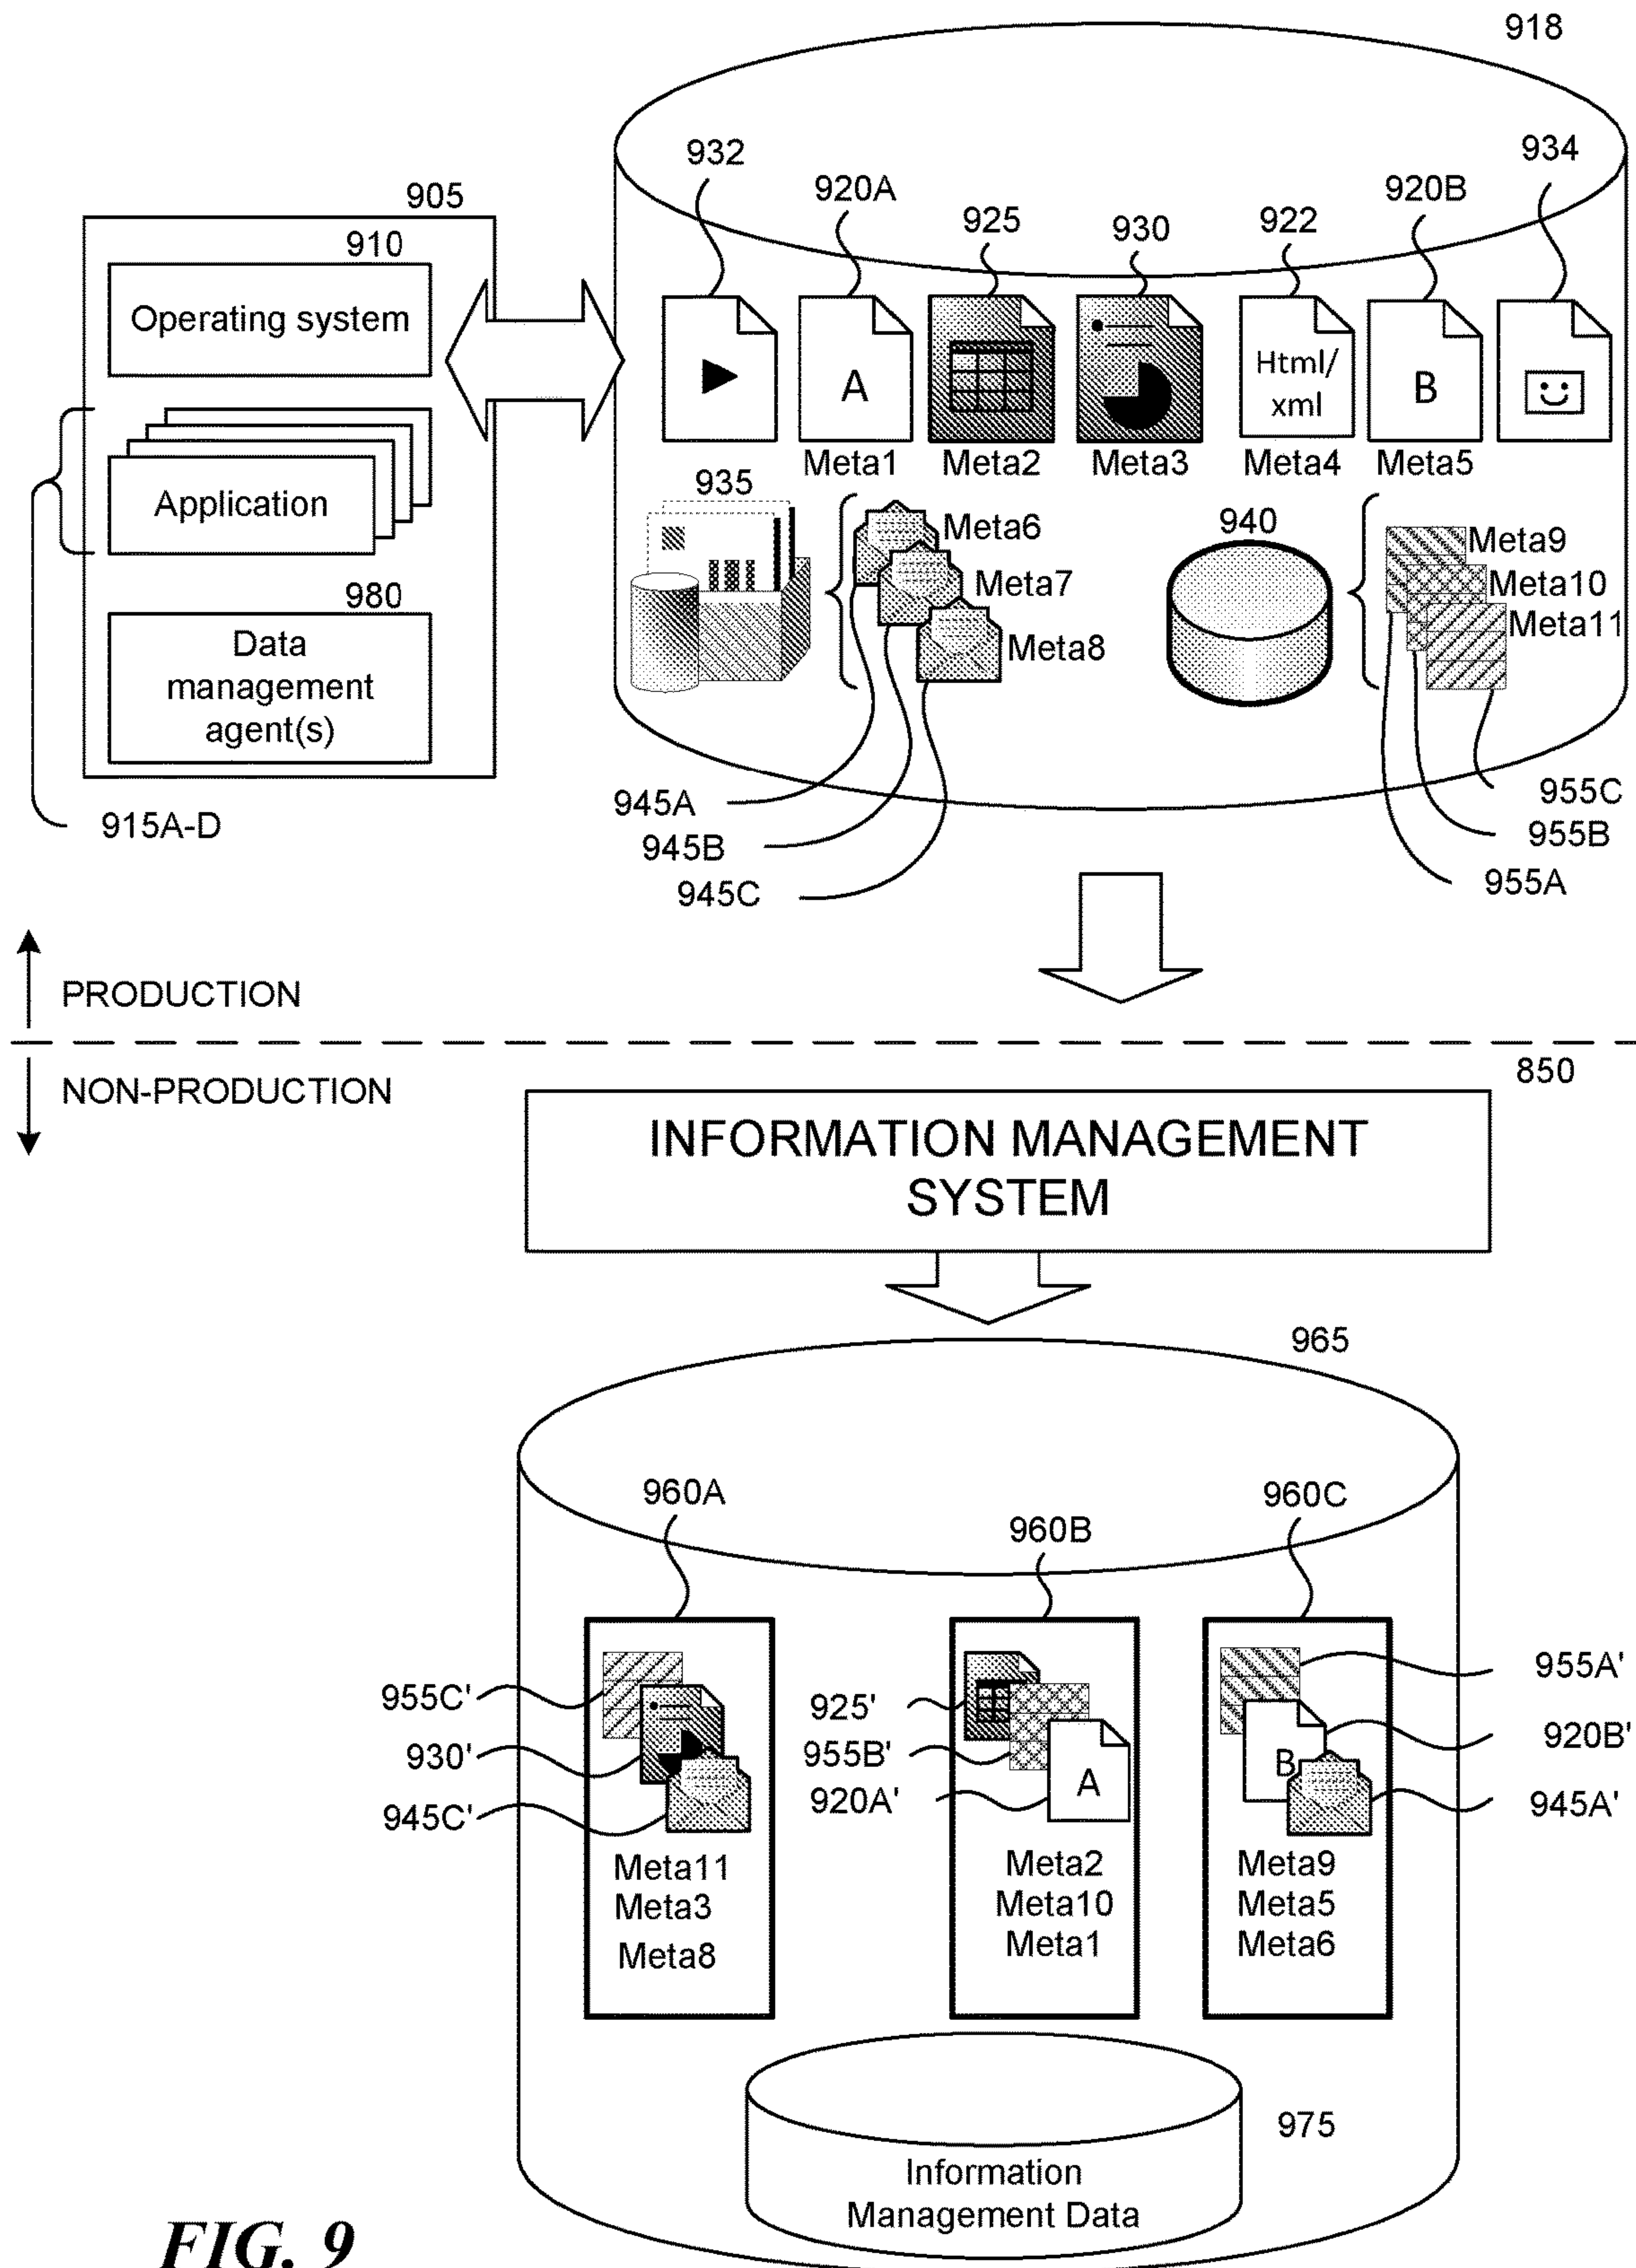 918
932
934
905
920A
920B
925
930
922
910
Operating system
A
Html/
xml
B
Meta1
Meta2
Meta3
Meta4
Meta5
Application
935
940
Meta6
Meta7
Meta8
Meta9
Meta10
Meta11
980
Data
management
agent(s)
915A-D
945A
945B
945C
955C
955B
955A
PRODUCTION
NON-PRODUCTION
850
INFORMATION MANAGEMENT
SYSTEM
965
960A
960B
960C
955C'
930'
945C'
925'
955B'
920A'
A
B
955A'
920B'
945A'
Meta11
Meta3
Meta8
Meta2
Meta10
Meta1
Meta9
Meta5
Meta6
975
Information
Management Data
FIG. 9